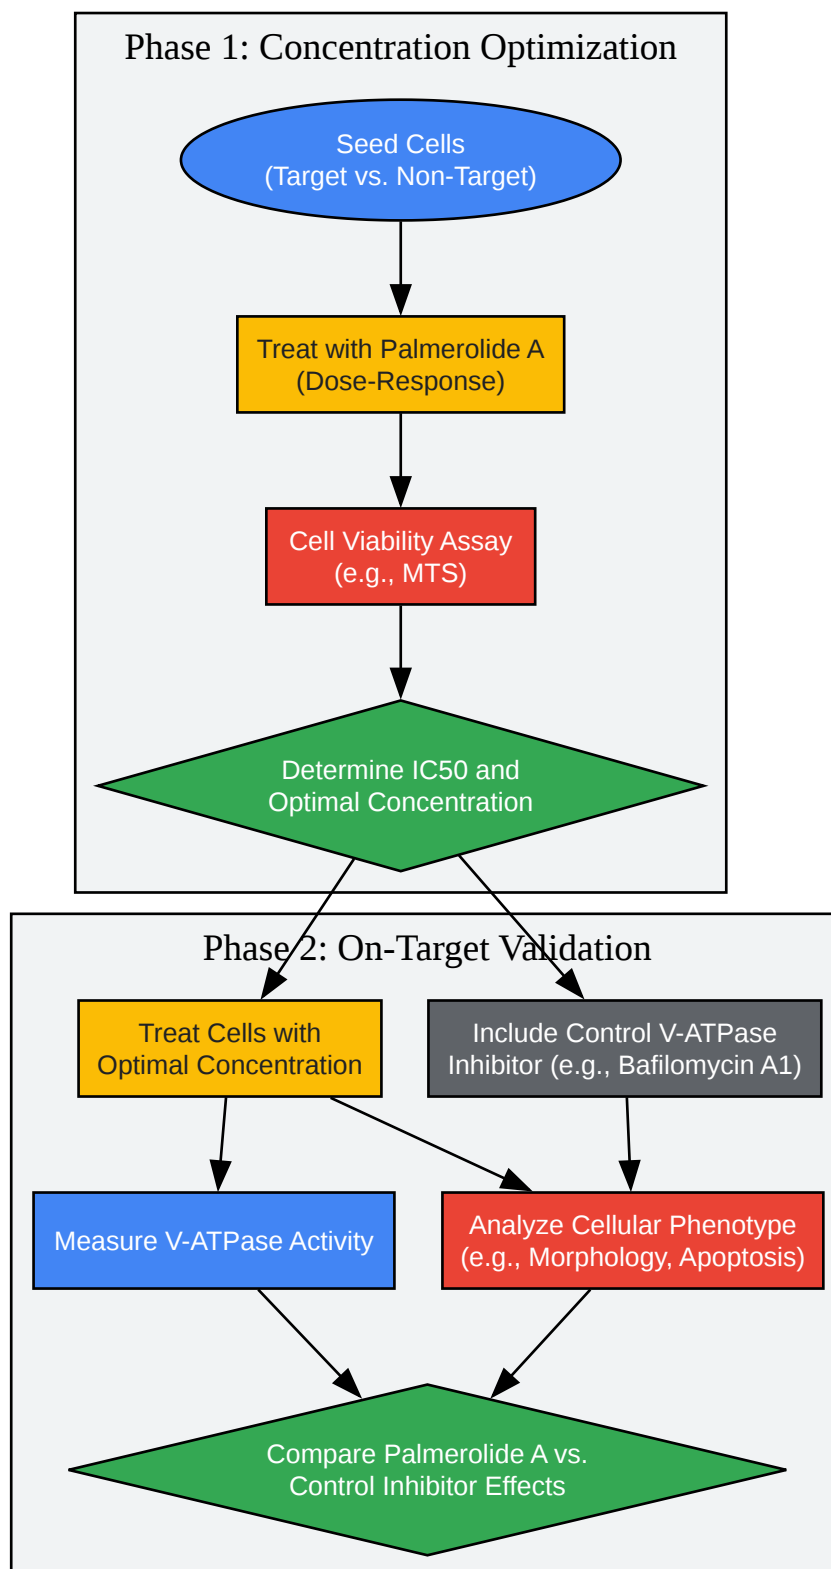 Phase 1: Concentration Optimization
Seed Cells
(Target vs. Non-Target)
Treat with Palmerolide A
(Dose-Response)
Cell Viability Assay
(e.g., MTS)
Determine IC50 and
Optimal Concentration
Phase 2: On-Target Validation
Treat Cells with
Optimal Concentration
Include Control V-ATPase
Inhibitor (e.g., Bafilomycin A1)
Measure V-ATPase Activity
Analyze Cellular Phenotype
(e.g., Morphology, Apoptosis)
Compare Palmerolide A vs.
Control Inhibitor Effects